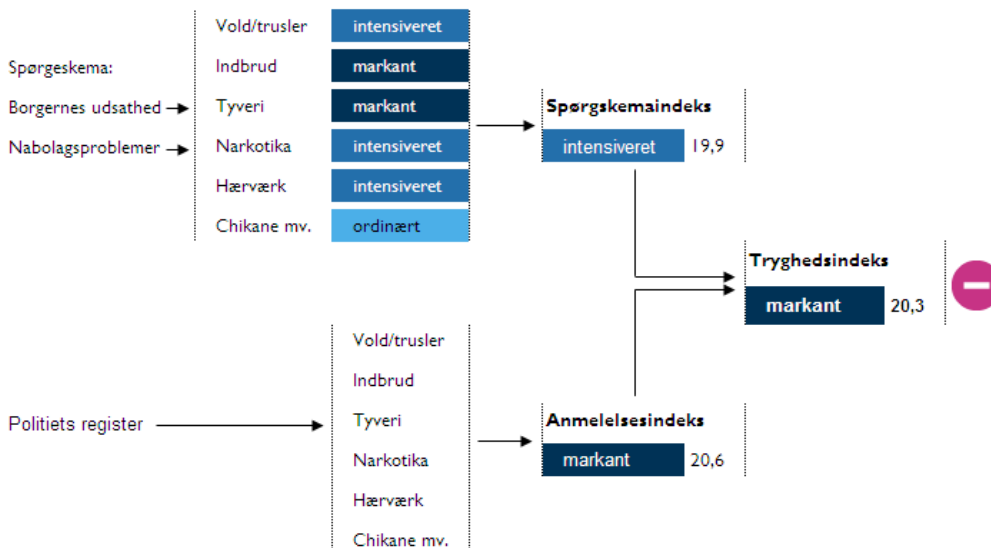 Vold/trusler intensiveret
Spørgeskema:
Indbrud markant
Borgernes udsathed
Tyveri markant
Nabolagsproblemer
Narkotika intensiveret
Hærværk intensiveret
Chikane mv. ordinært
Spørgskemaindeks
intensiveret 19,9
Tryghedsindeks
markant 20,3
Politiets register
Vold/trusler
Indbrud
Tyveri
Narkotika
Hærværk
Chikane mv.
Anmelelsesindeks
markant 20,6